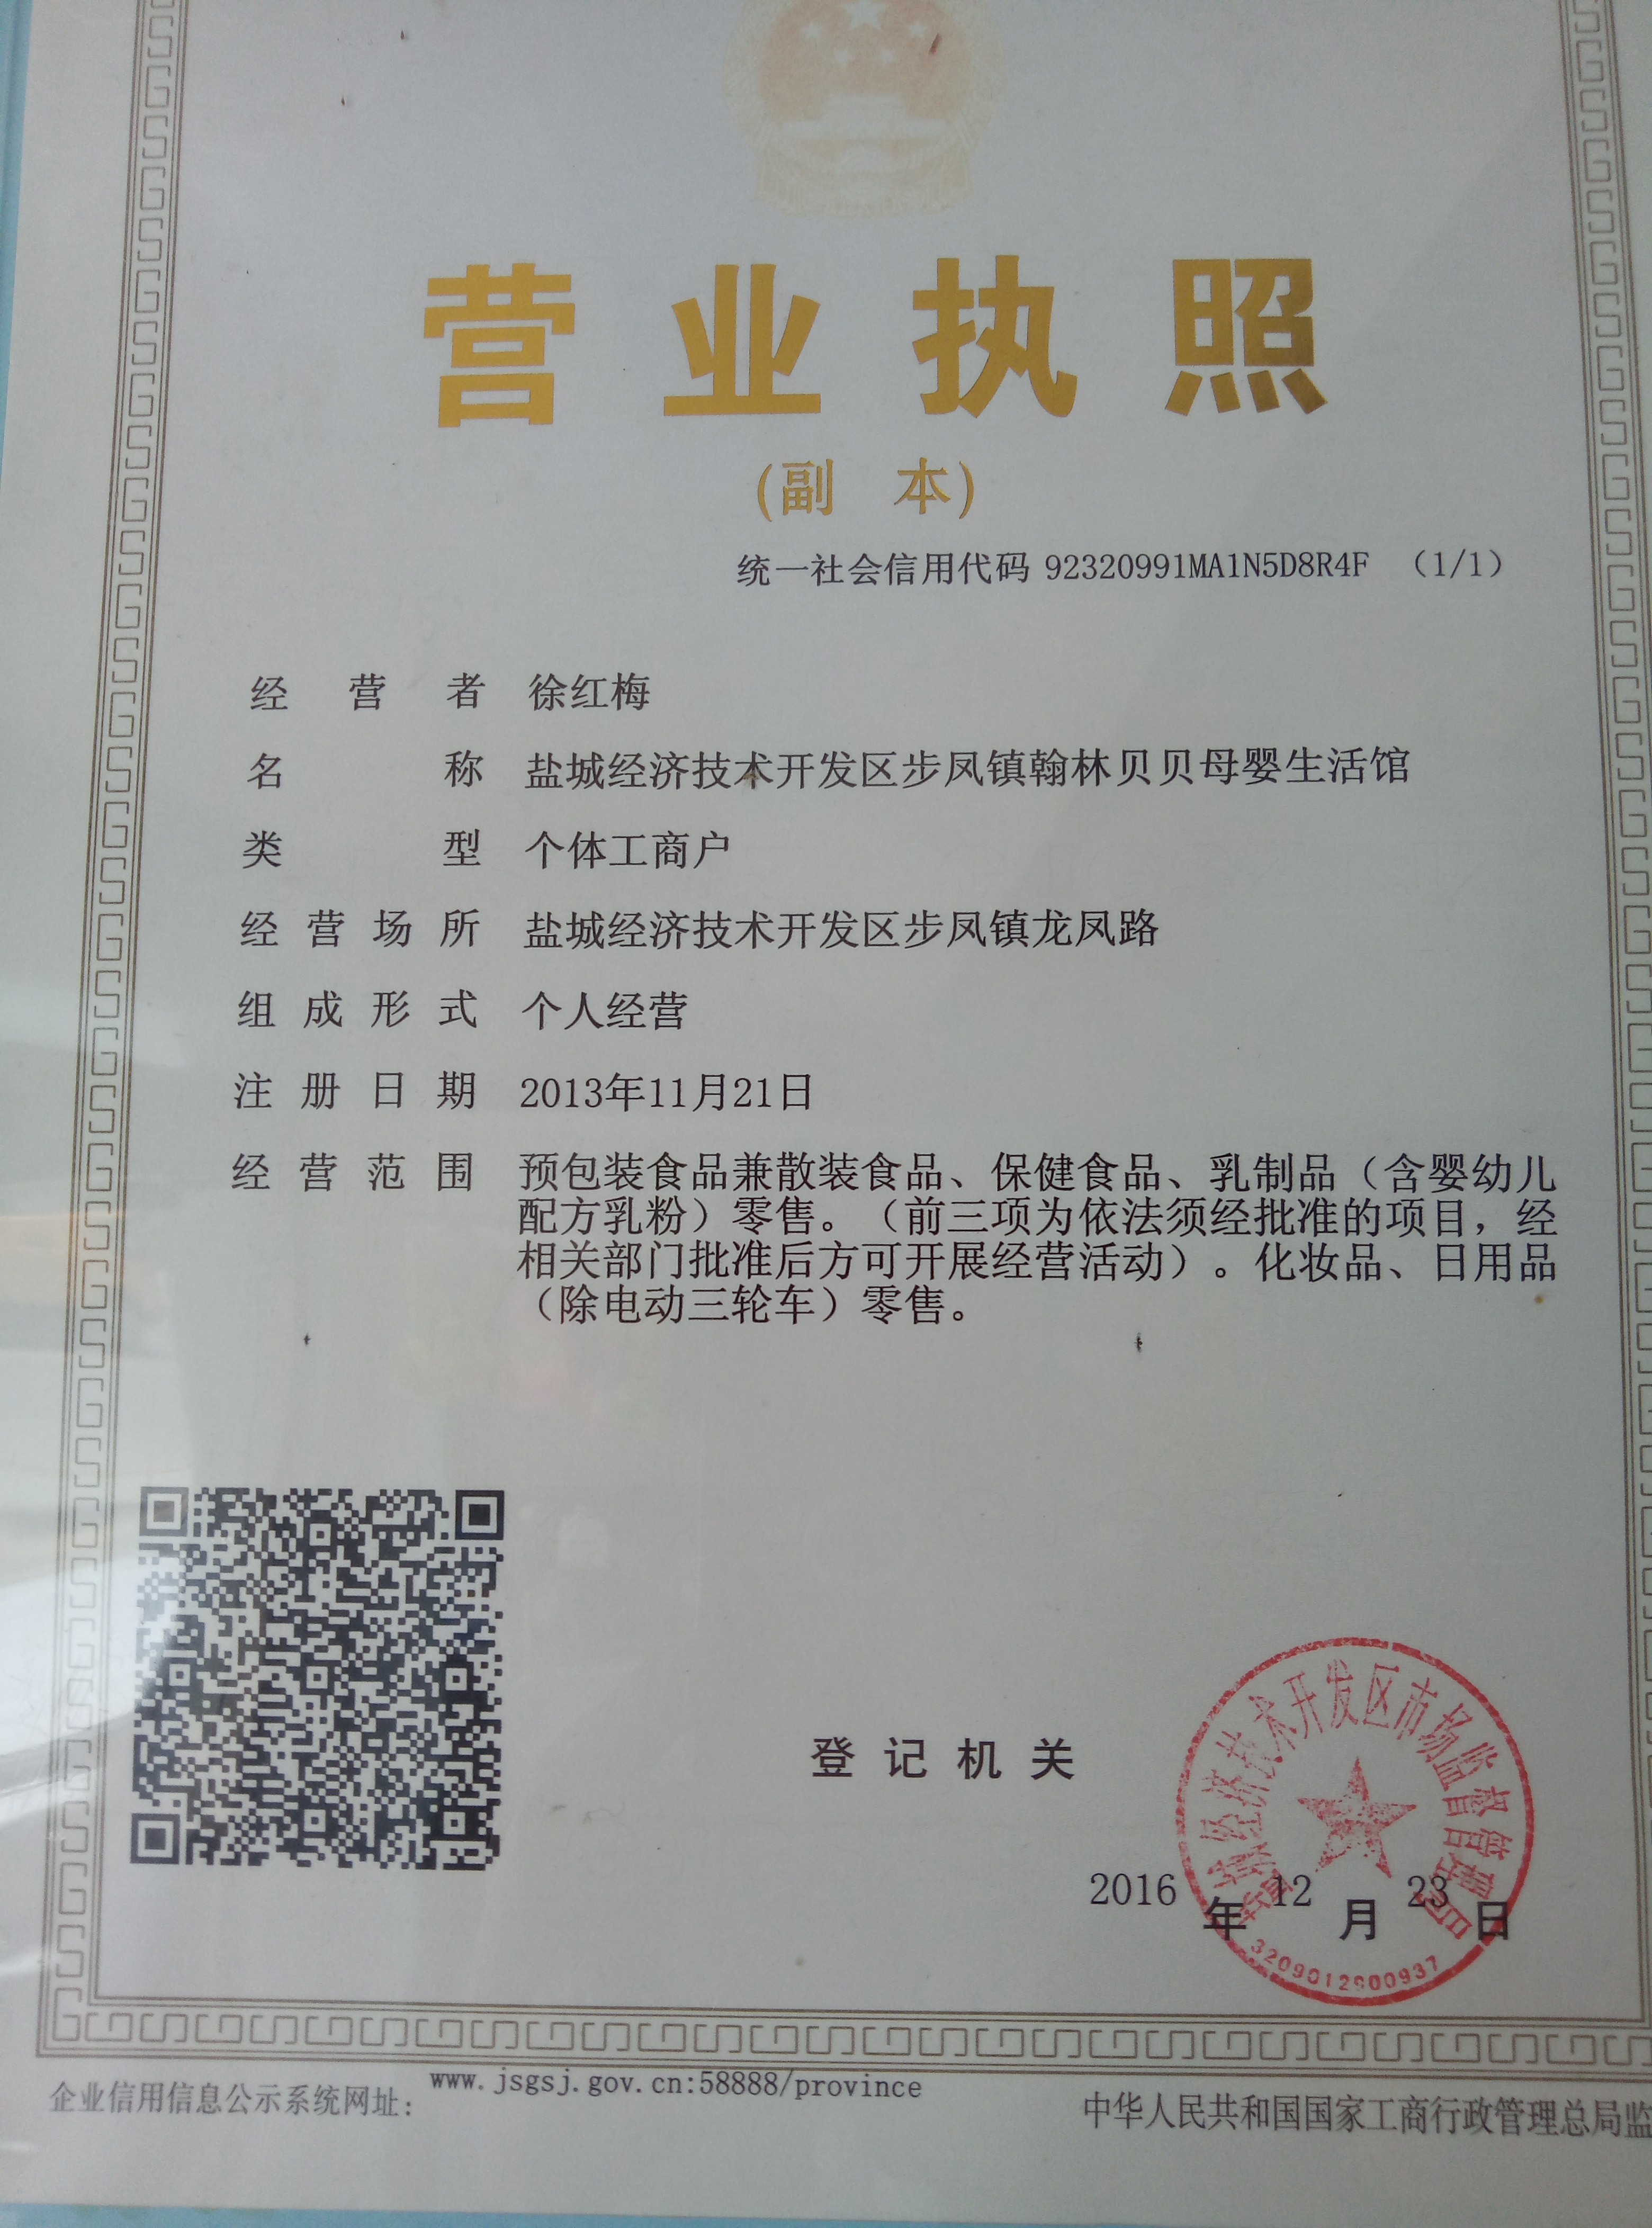 营业执照
(副 本)
统一社会信用代码 92320991MA1N5D8R4F （1/1）
经营者 徐红梅
名称 盐城经济技术开发区步凤镇翰林贝贝母婴生活馆
类型 个体工商户
经营场所 盐城经济技术开发区步凤镇龙凤路
组成形式 个人经营
注册日期 2013年11月21日
经营范围 预包装食品兼散装食品、保健食品、乳制品（含婴幼儿
配方乳粉）零售。（前三项为依法须经批准的项目，经
相关部门批准后方可开展经营活动）。化妆品、日用品
（除电动三轮车）零售。
登记机关
盐城经济技术开发区市场监督管理局
2016年12月23日
3209012900937
企业信用信息公示系统网址: www.jsgsj.gov.cn:58888/province
中华人民共和国国家工商行政管理总局监